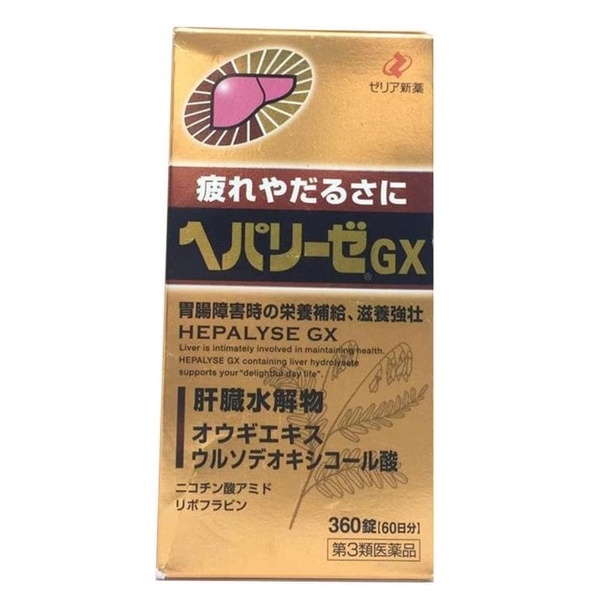 ゼリア新薬
疲れやだるさに
ヘパリーゼ®GX
胃腸障害時の栄養補給、滋養強壮
HEPALYSE GX
Liver is intimately involved in maintaining health.
HEPALYSE GX containing liver hydrolysate
supports your "delightful day life".
肝臓水解物
オウギエキス
ウルソデオキシコール酸
ニコチン酸アミド
リボフラビン
360錠[60日分]
第3類医薬品